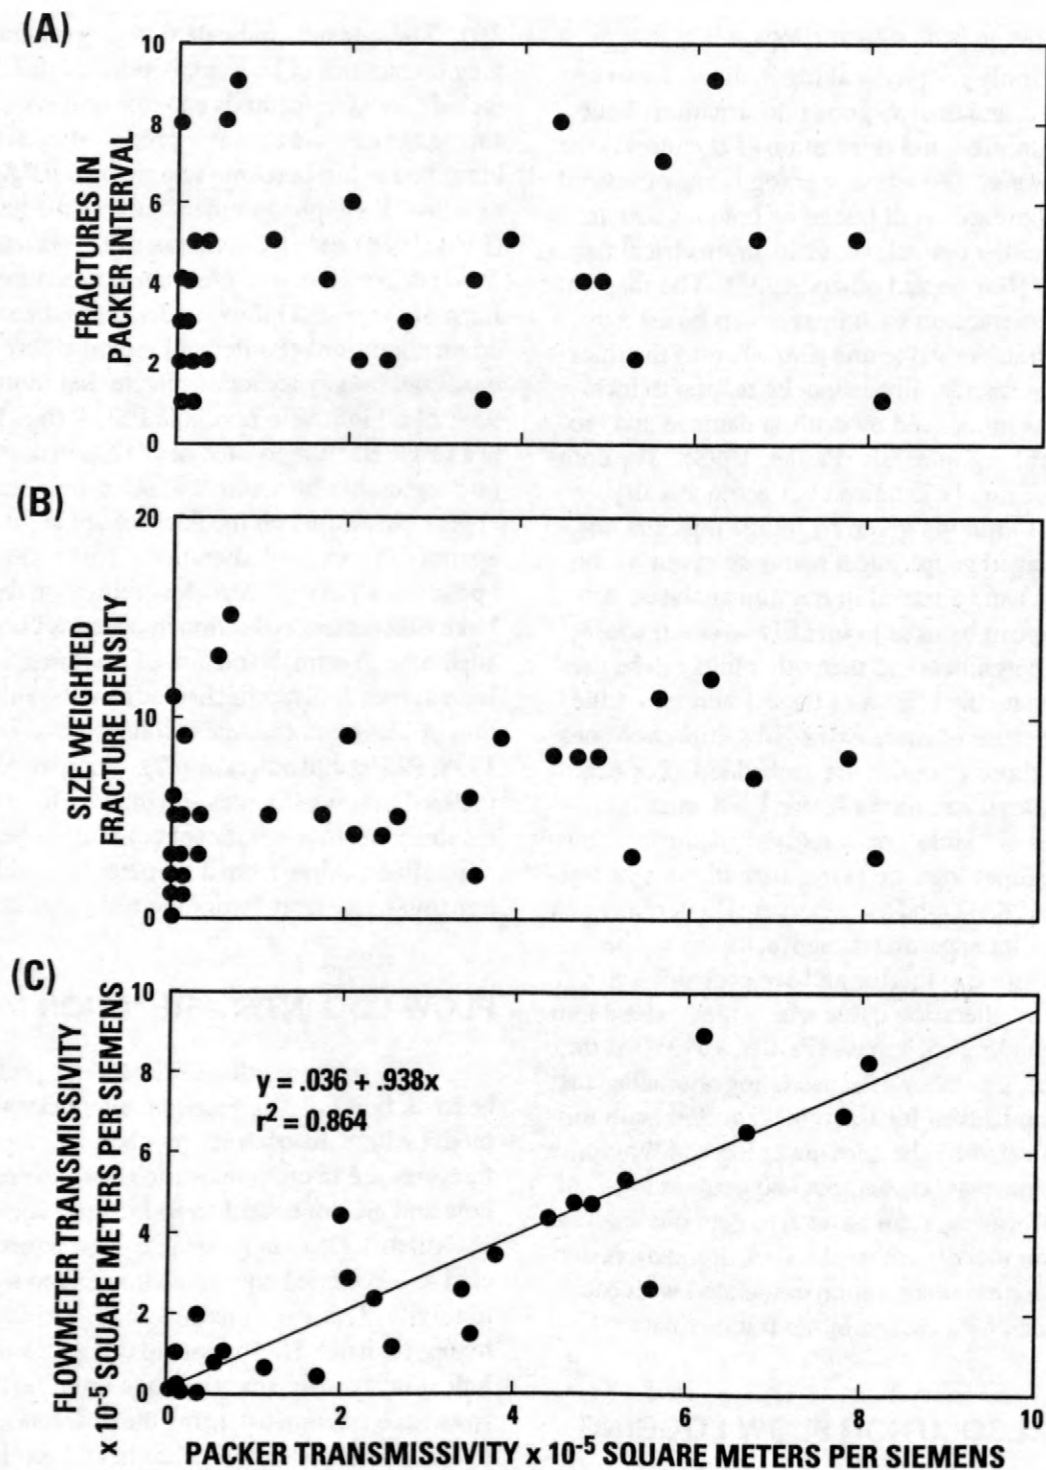 (A)
10
8
6
4
2
0
FRACTURES IN
PACKER INTERVAL
(B)
20
10
0
SIZE WEIGHTED
FRACTURE DENSITY
(C)
10
8
6
4
2
0
FLOWMETER TRANSMISSIVITY
x 10-5 SQUARE METERS PER SIEMENS
y = .036 + .938x
r2 = 0.864
0 2 4 6 8 10
PACKER TRANSMISSIVITY x 10-5 SQUARE METERS PER SIEMENS